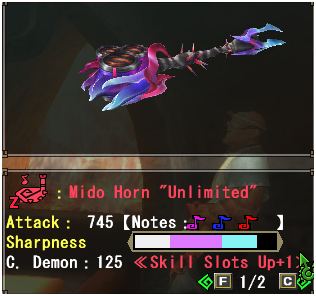 Z : Mido Horn "Unlimited"
Attack : 745 【Notes : 】
Sharpness
C. Demon : 125 ≪Skill Slots Up+1
F 1/2 C